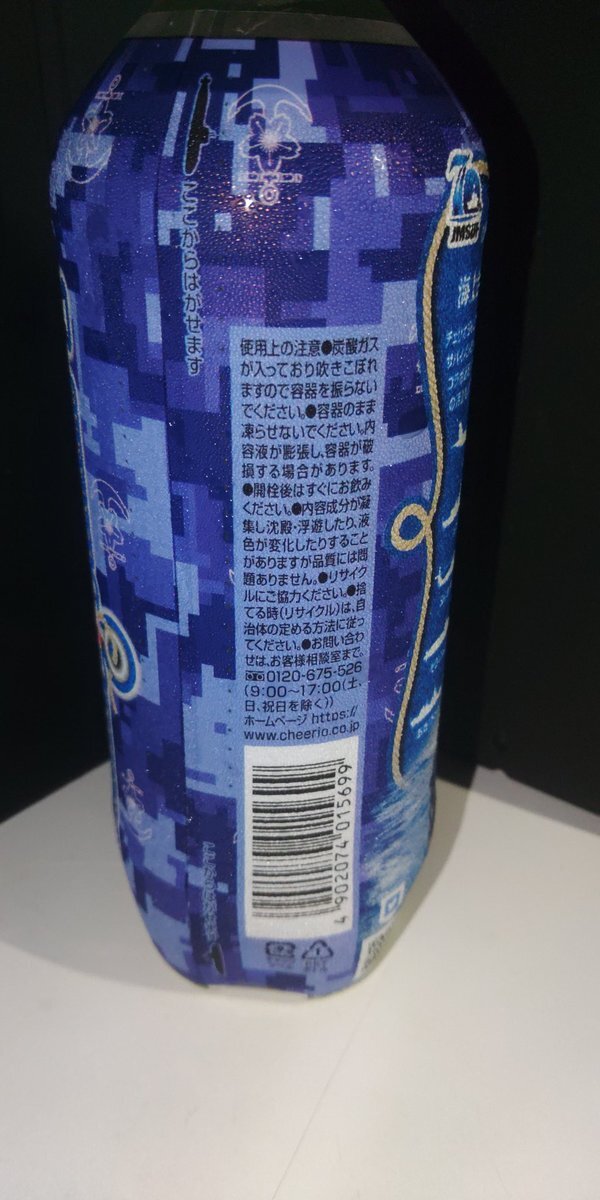 ここからはがせます
使用上の注意●炭酸ガス
が入っており吹きこぼれ
ますので容器を振らない
でください。●容器のまま
凍らせないでください。内
容液が膨張し、容器が破
損する場合があります。
●開栓後はすぐにお飲み
ください。●内容成分が凝
集し沈殿・浮遊したり、液
色が変化したりすること
がありますが品質には問
題ありません。●リサイク
ルにご協力ください。●捨
てる時(リサイクル)は、自
治体の定める方法に従っ
てください。●お問い合わ
せは、お客様相談室まで。
0120-675-526
(9:00〜17:00(土、
日、祝日を除く))
ホームページ https://
www.cheerio.co.jp
4 902074 015699
JMSDF